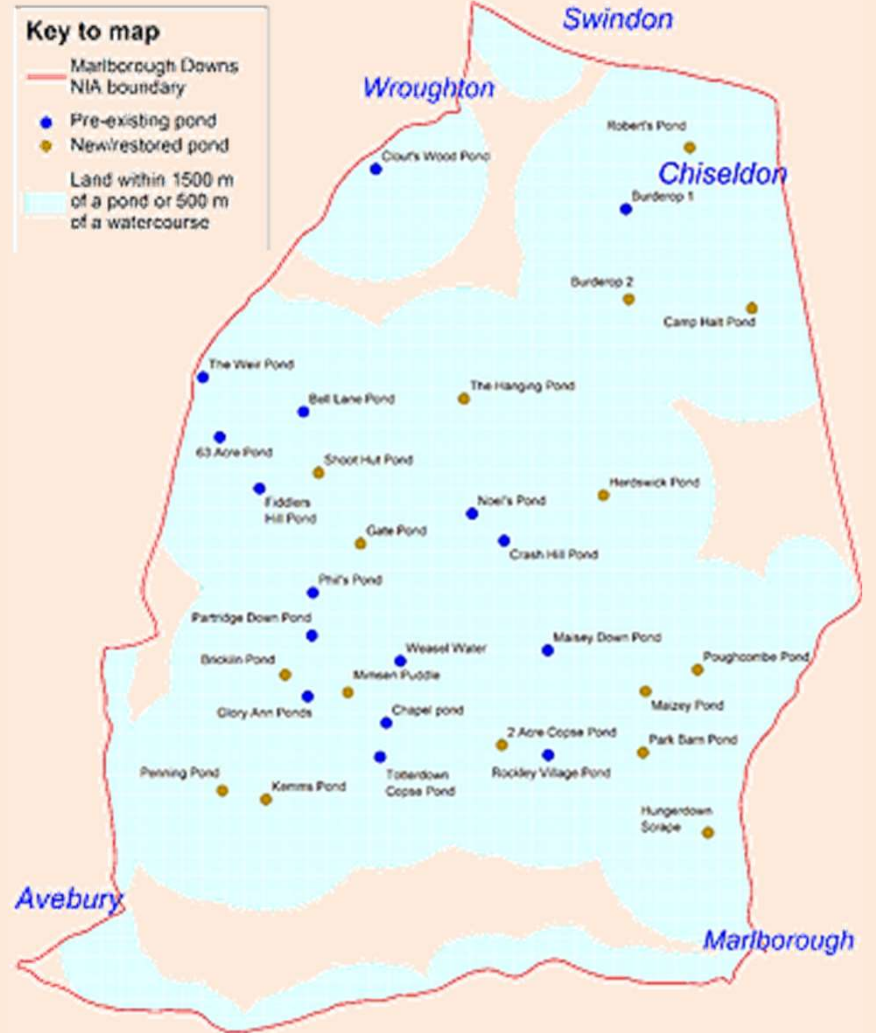 Swindon
Key to map
Marlborough Downs
NIA boundary
Wroughton
Pre-existing pond
New/restored pond
Robert's Pond
Clout's Wood Pond
Land within 1500 m
of a pond or 500 m
of a watercourse
Chiseldon
Burderop 1
Burderop 2
Camp Halt Pond
The Weir Pond
The Hanging Pond
Bell Lane Pond
63 Acre Pond
Shoot Hut Pond
Herdswick Pond
Fiddlers
Hill Pond
Noel's Pond
Gate Pond
Crash Hill Pond
Phil's Pond
Partridge Down Pond
Maisey Down Pond
Weasel Water
Poughcombe Pond
Bricklin Pond
Mimsen Puddle
Maizey Pond
Glory Ann Ponds
Chapel pond
2 Acre Copse Pond
Park Barn Pond
Penning Pond
Totterdown
Copse Pond
Rockley Village Pond
Kemms Pond
Hungerdown
Scrape
Avebury
Marlborough